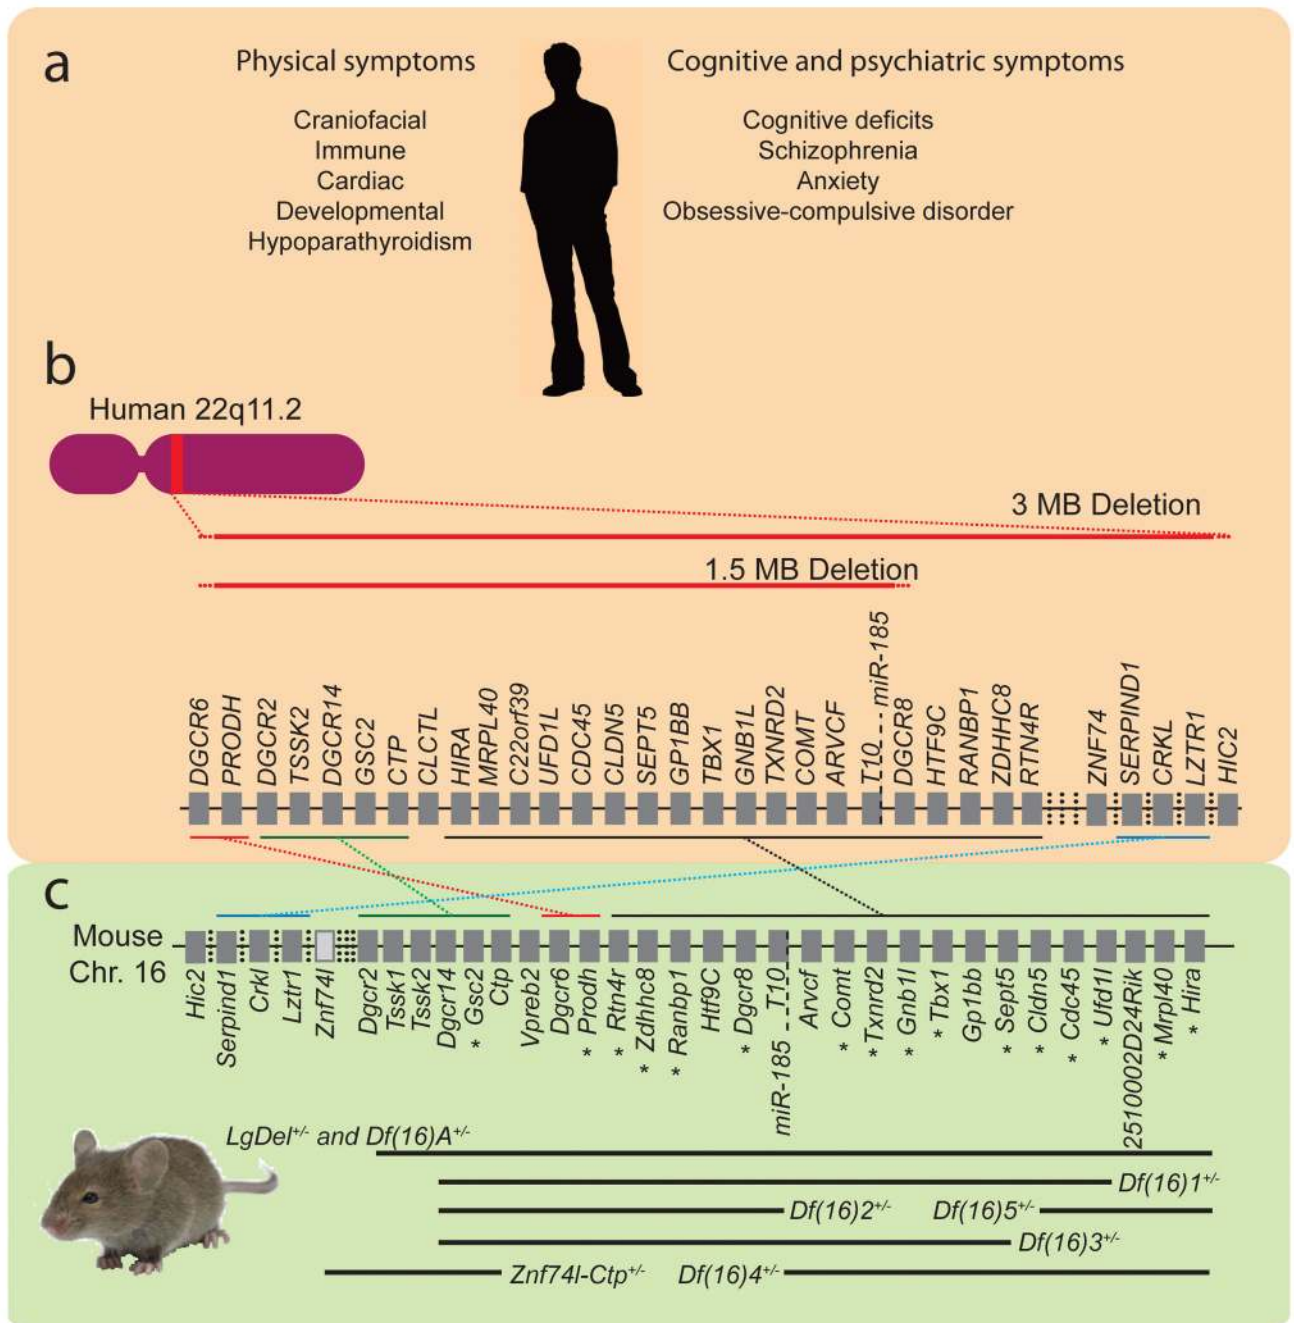 a
Physical symptoms
Craniofacial
Immune
Cardiac
Developmental
Hypoparathyroidism
Cognitive and psychiatric symptoms
Cognitive deficits
Schizophrenia
Anxiety
Obsessive-compulsive disorder
b
Human 22q11.2
3 MB Deletion
1.5 MB Deletion
DGCR6
PRODH
DGCR2
TSSK2
DGCR14
GSC2
CTP
CLCTL
HIRA
MRPL40
C22orf39
UFD1L
CDC45
CLDN5
SEPT5
GP1BB
TBX1
GNB1L
TXNRD2
COMT
ARVCF
T10
miR-185
DGCR8
HTF9C
RANBP1
ZDHHC8
RTN4R
ZNF74
SERPIND1
CRKL
LZTR1
HIC2
c
Mouse
Chr. 16
Hic2
Serpind1
Crkl
Lztr1
Znf74l
Dgcr2
Tssk1
Tssk2
Dgcr14
* Gsc2
Ctp
Vpreb2
Dgcr6
* Prodh
* Rtn4r
* Zdhhc8
* Ranbp1
Htf9C
* Dgcr8
T10
miR-185
Arvcf
* Comt
* Txnrd2
* Gnb1l
* Tbx1
Gp1bb
* Sept5
* Cldn5
* Cdc45
* Ufd1l
2510002D24Rik
* Mrpl40
* Hira
LgDel+/- and Df(16)A+/-
Df(16)1+/-
Df(16)2+/-
Df(16)5+/-
Df(16)3+/-
Znf74l-Ctp+/-
Df(16)4+/-